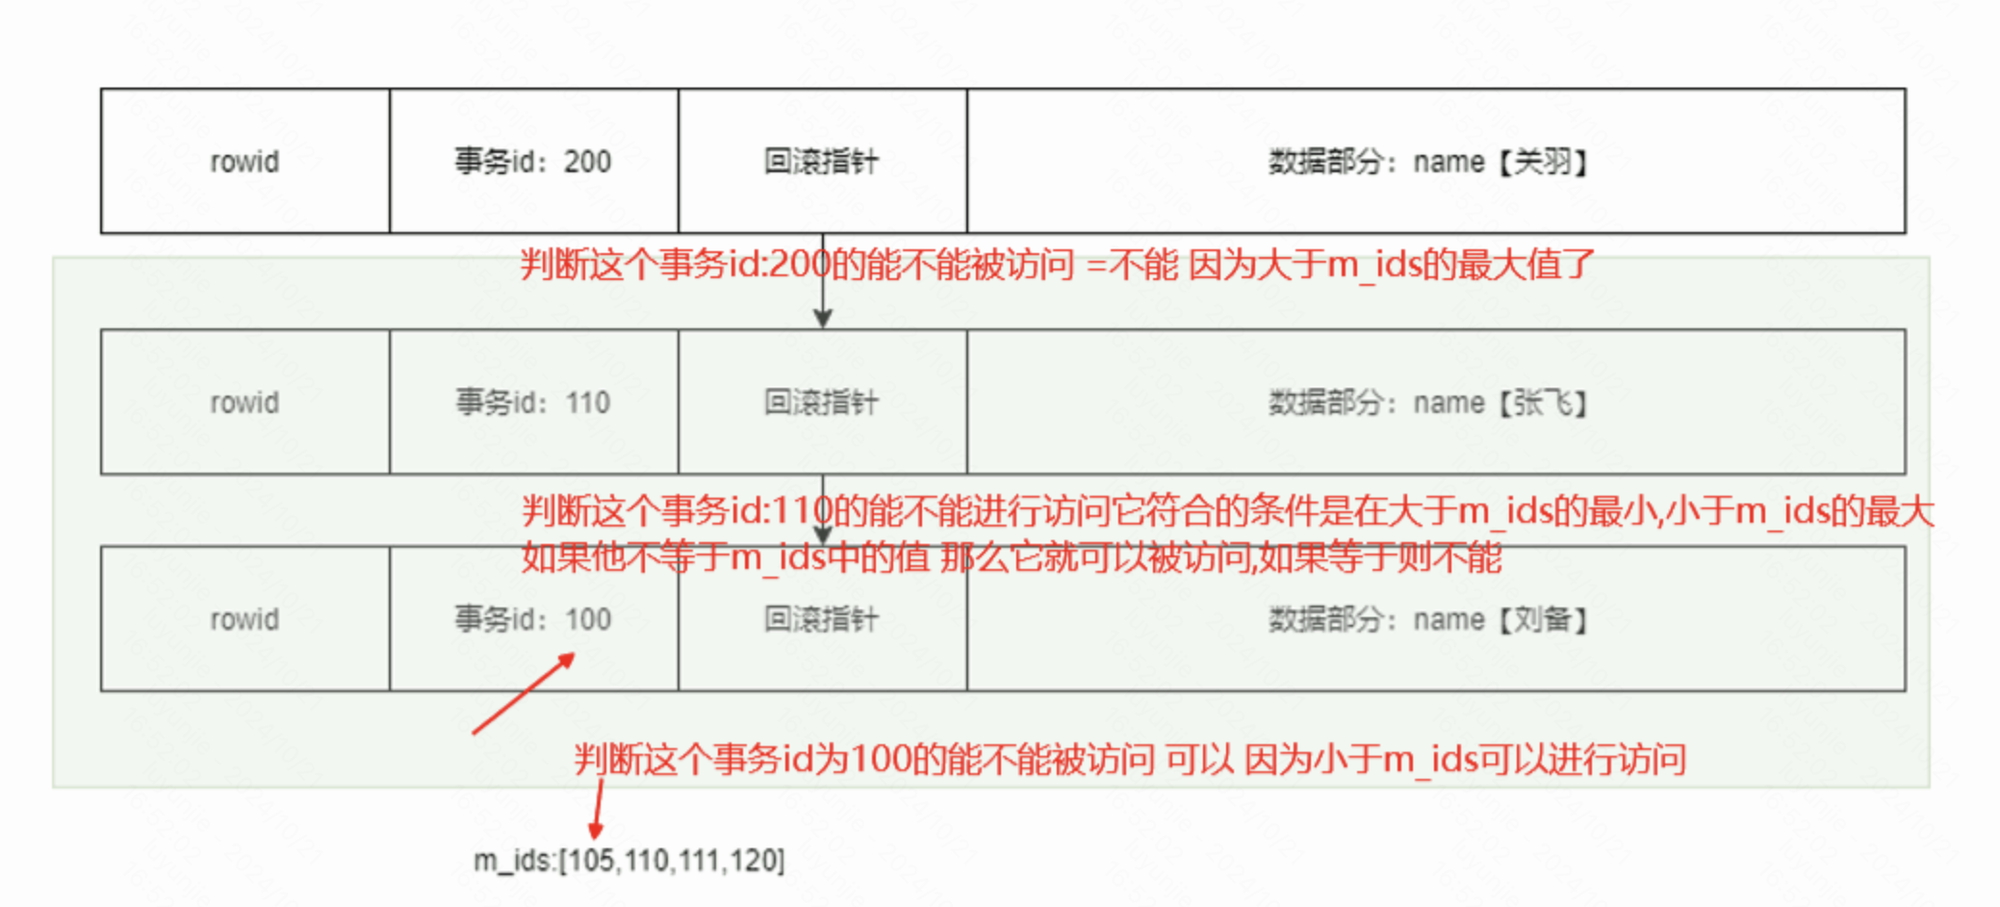 rowid 事务id：200 回滚指针 数据部分：name【关羽】
判断这个事务id:200的能不能被访问 =不能 因为大于m_ids的最大值了
rowid 事务id：110 回滚指针 数据部分：name【张飞】
判断这个事务id:110的能不能进行访问它符合的条件是在大于m_ids的最小,小于m_ids的最大
如果他不等于m_ids中的值 那么它就可以被访问,如果等于则不能
rowid 事务id：100 回滚指针 数据部分：name【刘备】
判断这个事务id为100的能不能被访问 可以 因为小于m_ids可以进行访问
m_ids:[105,110,111,120]